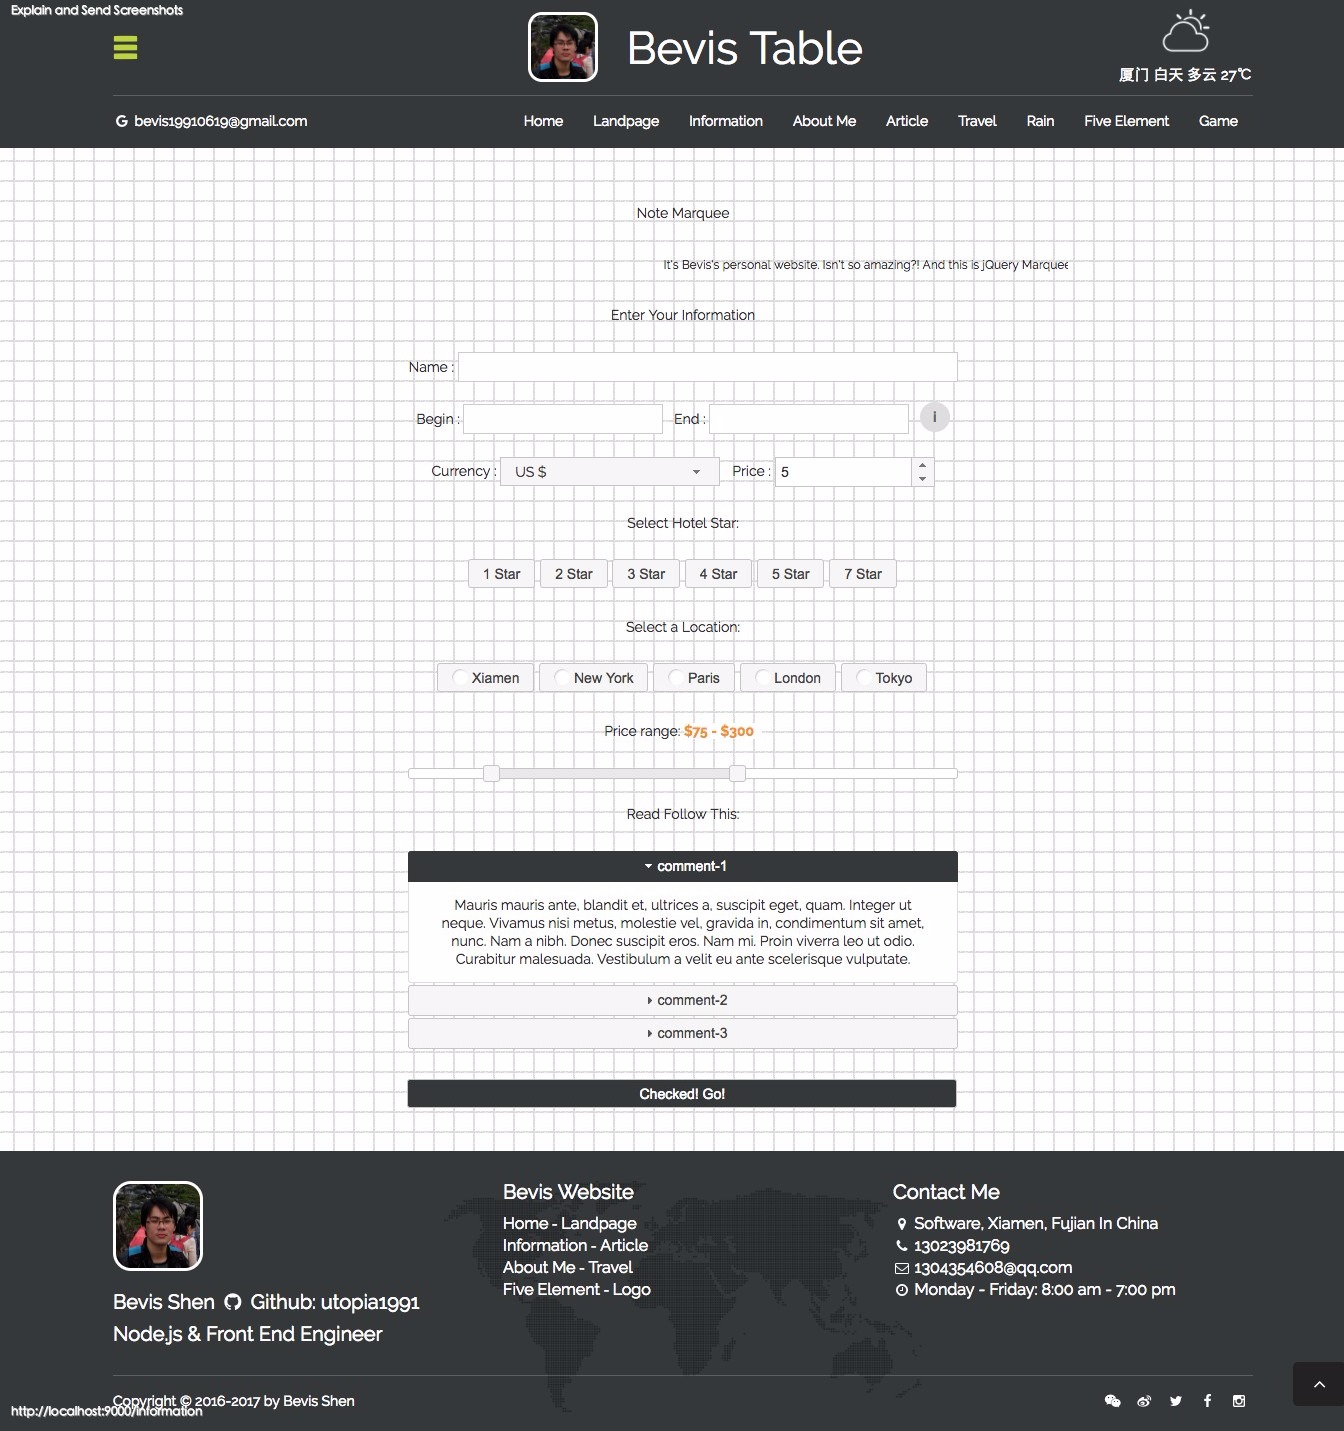 Explain and Send Screenshots
Bevis Table
厦门 白天 多云 27℃
bevis19910619@gmail.com
Home Landpage Information About Me Article Travel Rain Five Element Game
Note Marquee
It's Bevis's personal website. Isn't so amazing?! And this is jQuery Marquee
Enter Your Information
Name :
Begin : End : i
Currency : US $ Price : 5
Select Hotel Star:
1 Star 2 Star 3 Star 4 Star 5 Star 7 Star
Select a Location:
Xiamen New York Paris London Tokyo
Price range: $75 - $300
Read Follow This:
comment-1
Mauris mauris ante, blandit et, ultrices a, suscipit eget, quam. Integer ut
neque. Vivamus nisi metus, molestie vel, gravida in, condimentum sit amet,
nunc. Nam a nibh. Donec suscipit eros. Nam mi. Proin viverra leo ut odio.
Curabitur malesuada. Vestibulum a velit eu ante scelerisque vulputate.
comment-2
comment-3
Checked! Go!
Bevis Shen Github: utopia1991
Node.js & Front End Engineer
Bevis Website
Home - Landpage
Information - Article
About Me - Travel
Five Element - Logo
Contact Me
Software, Xiamen, Fujian In China
13023981769
1304354608@qq.com
Monday - Friday: 8:00 am - 7:00 pm
Copyright © 2016-2017 by Bevis Shen
http://localhost:9000/information